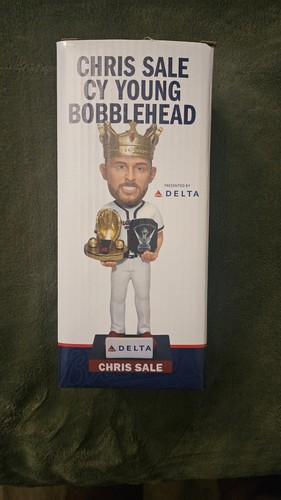 CHRIS SALE
CY YOUNG
BOBBLEHEAD
PRESENTED BY
DELTA
DELTA
CHRIS SALE